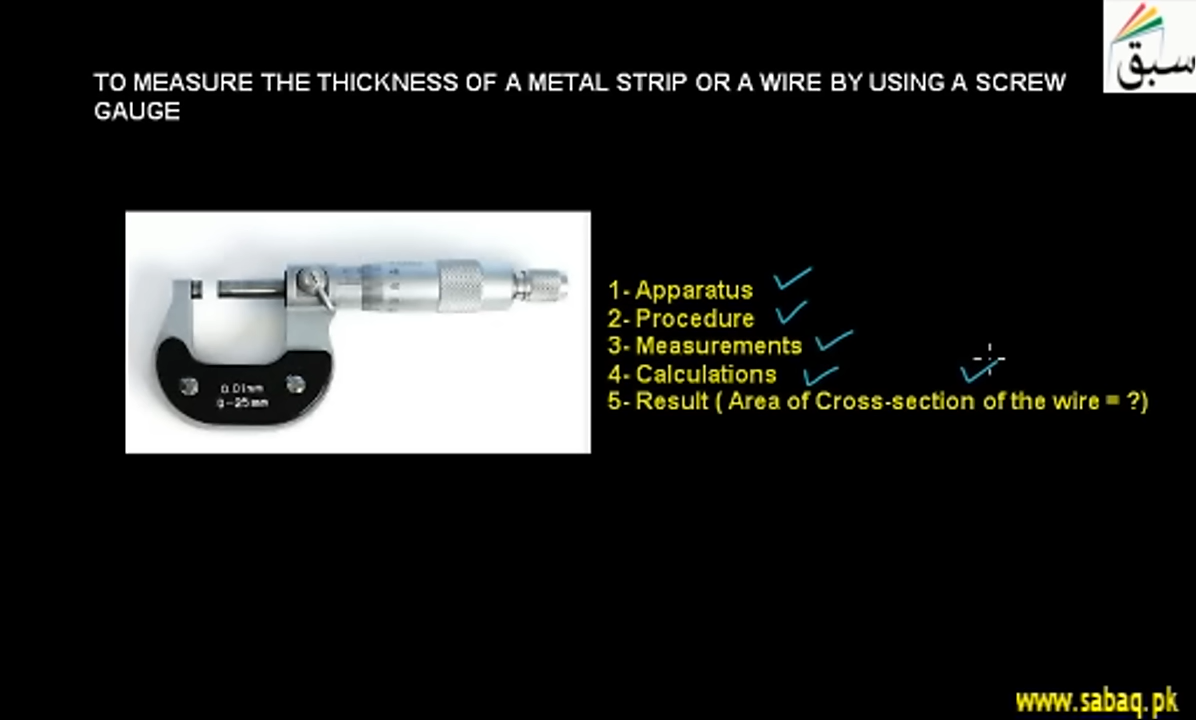 سبق
TO MEASURE THE THICKNESS OF A METAL STRIP OR A WIRE BY USING A SCREW
GAUGE
1- Apparatus
2- Procedure
3- Measurements
4- Calculations
5- Result ( Area of Cross-section of the wire = ?)
0.01mm
0-25mm
www.sabaq.pk